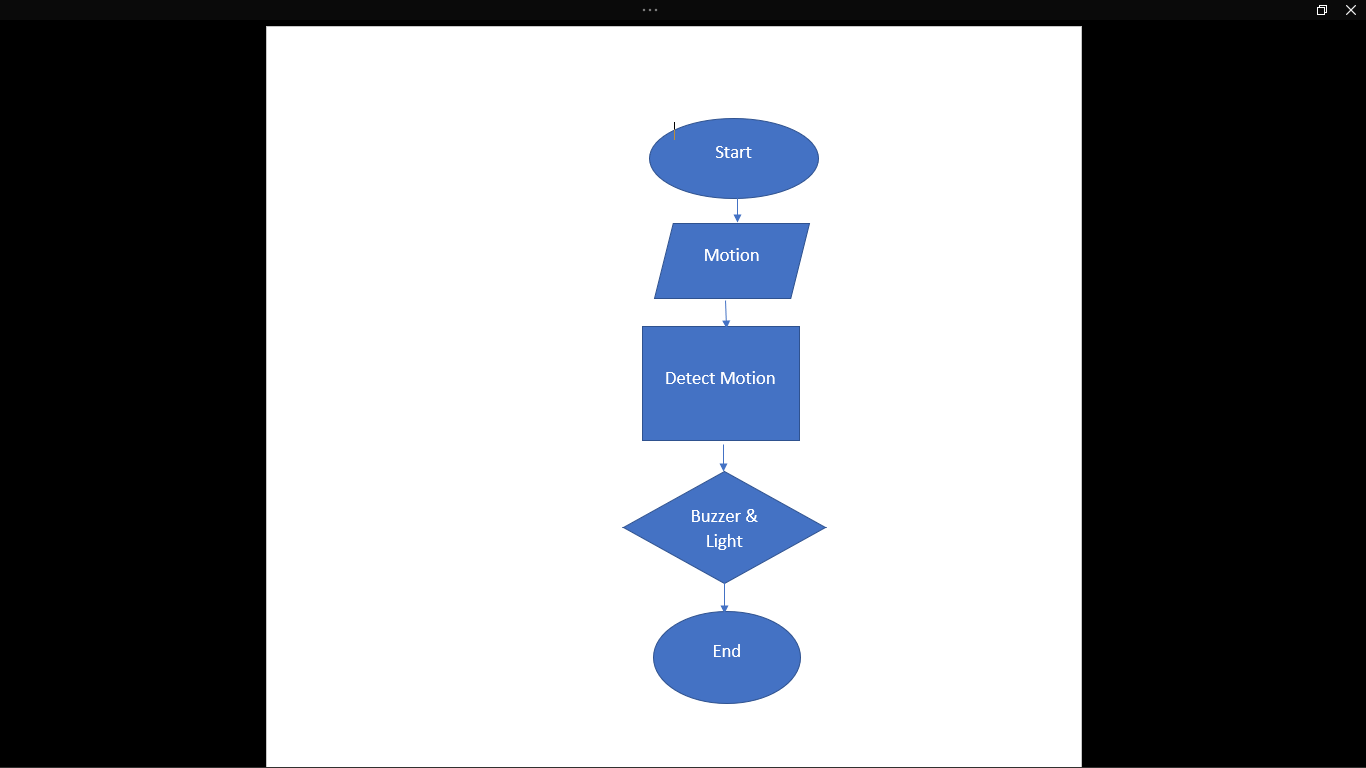 Start
Motion
Detect Motion
Buzzer &
Light
End